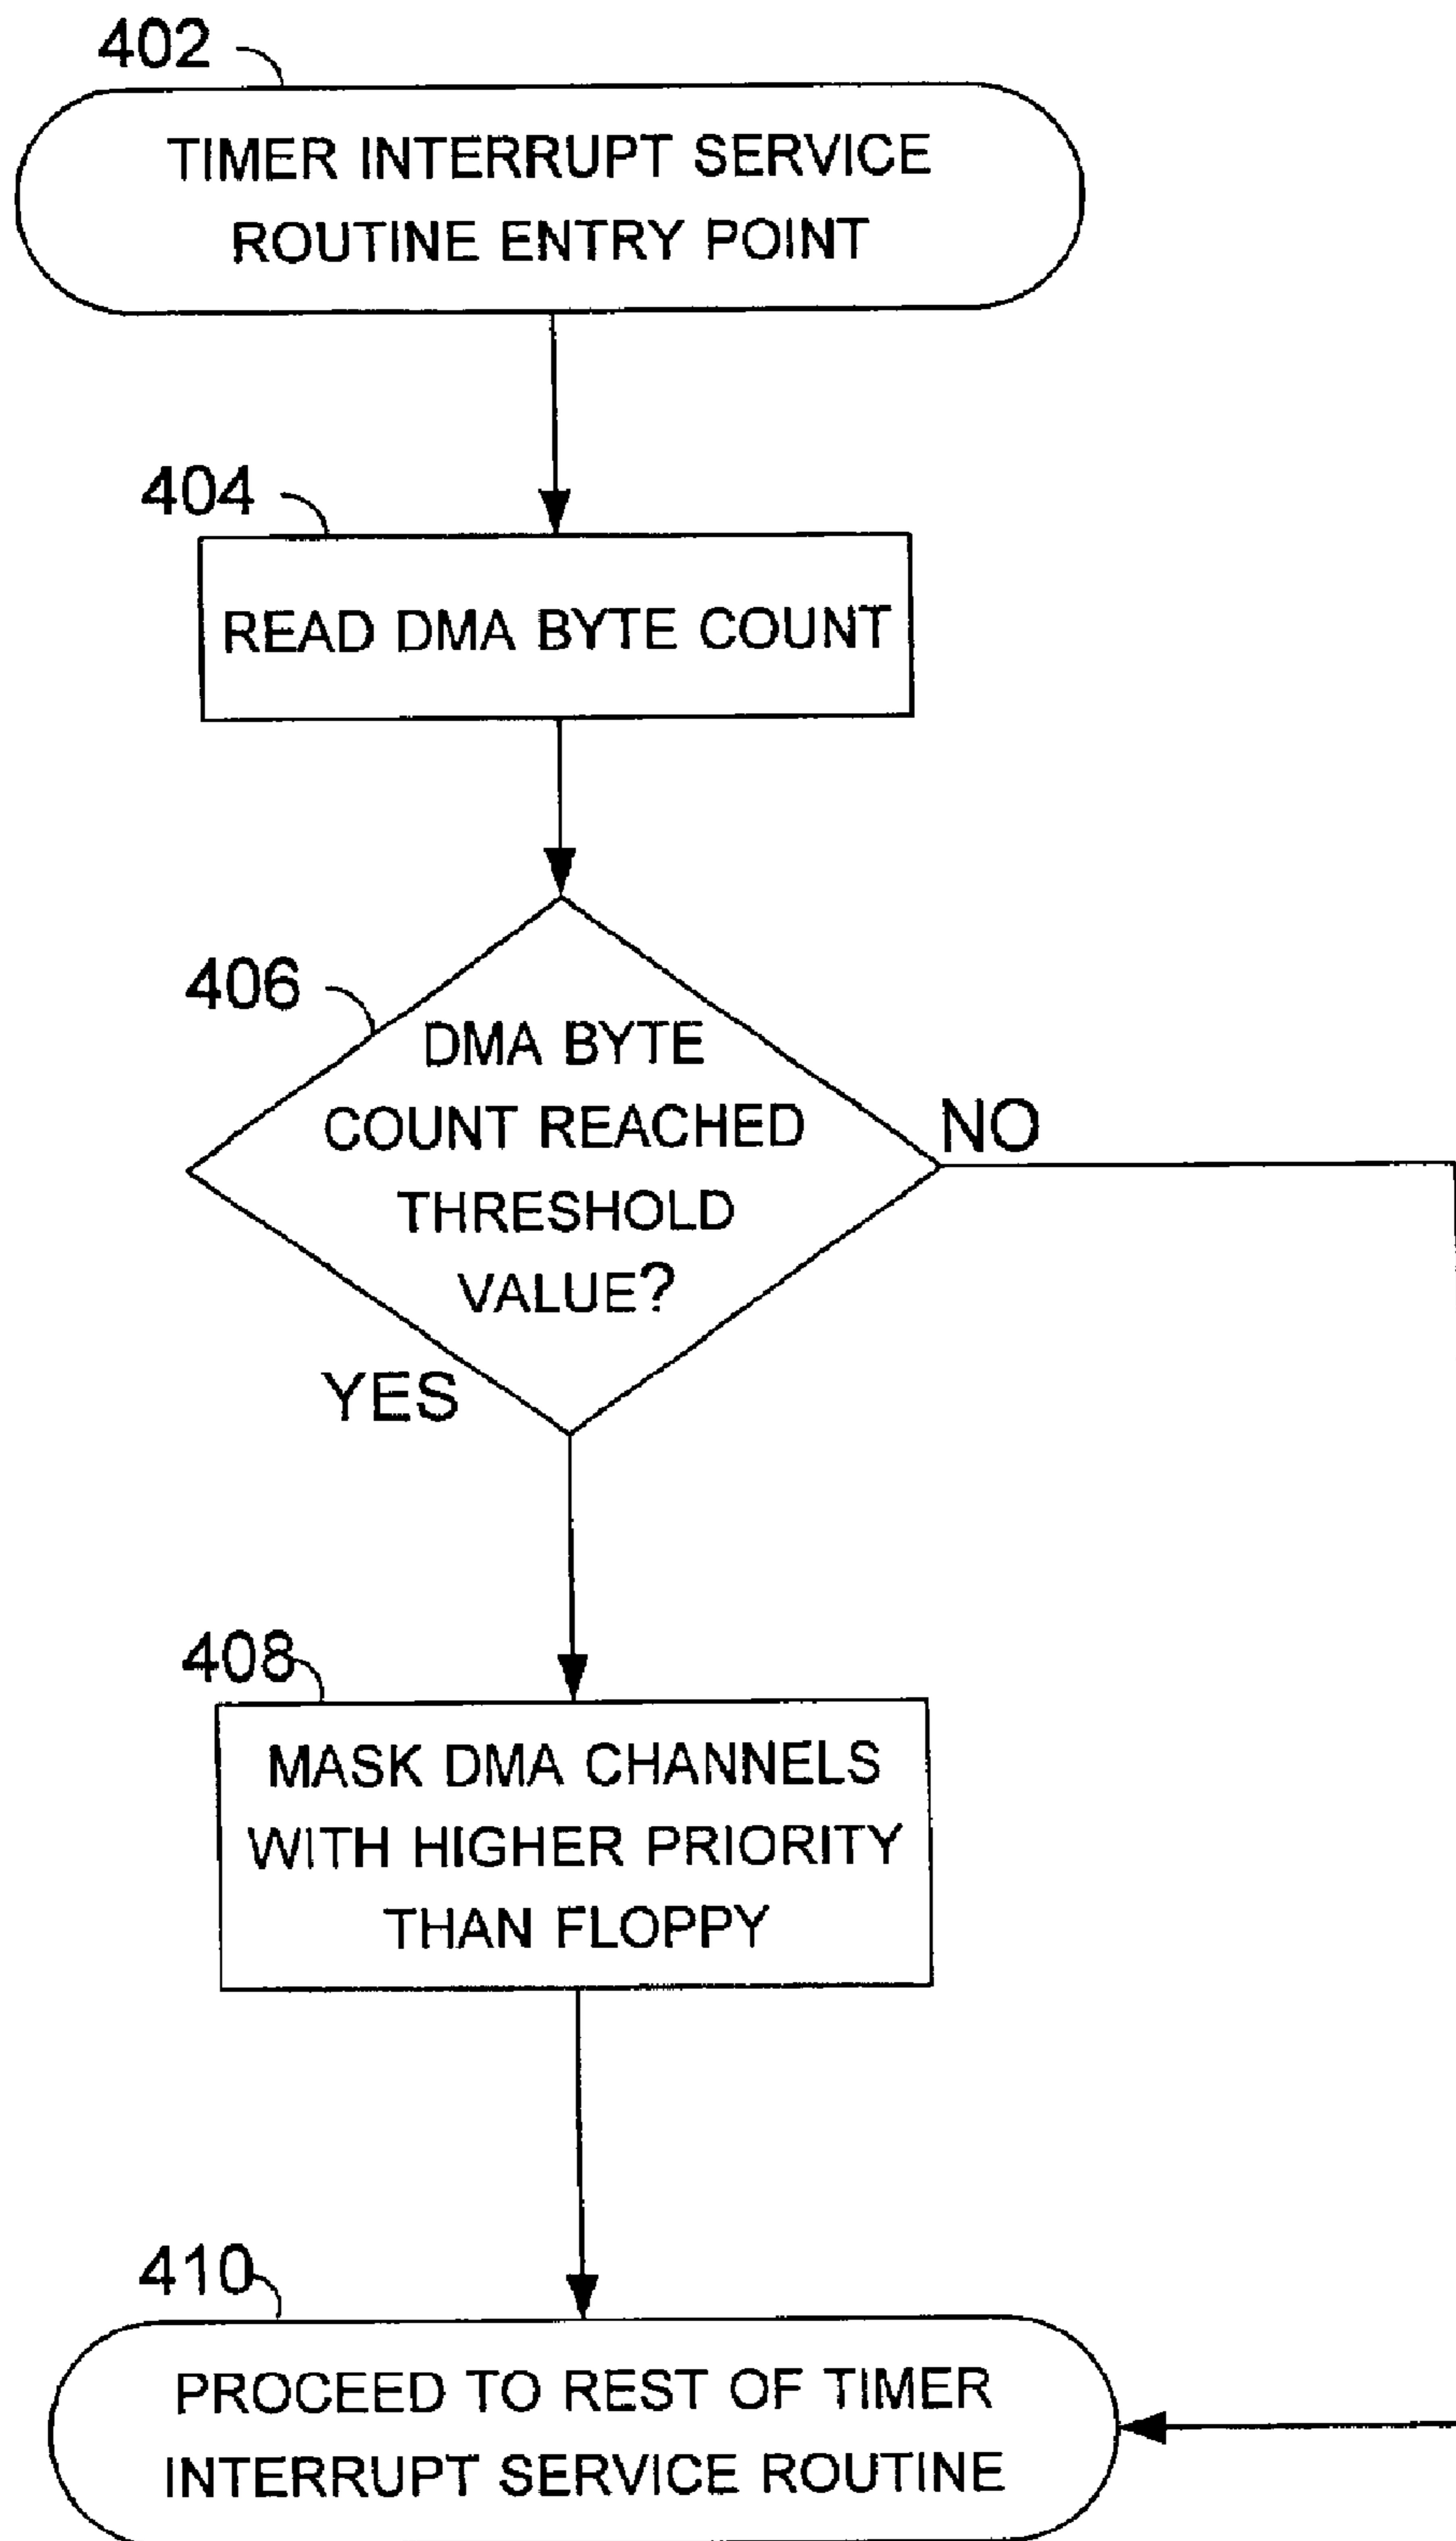 402
TIMER INTERRUPT SERVICE
ROUTINE ENTRY POINT
404
READ DMA BYTE COUNT
406
DMA BYTE
COUNT REACHED
THRESHOLD
VALUE?
NO
YES
408
MASK DMA CHANNELS
WITH HIGHER PRIORITY
THAN FLOPPY
410
PROCEED TO REST OF TIMER
INTERRUPT SERVICE ROUTINE